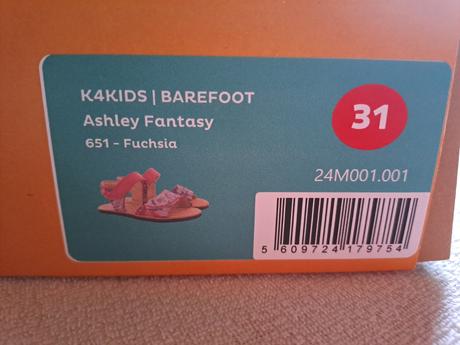 K4KIDS | BAREFOOT
Ashley Fantasy
651 - Fuchsia
31
24M001.001
5 609724 179754